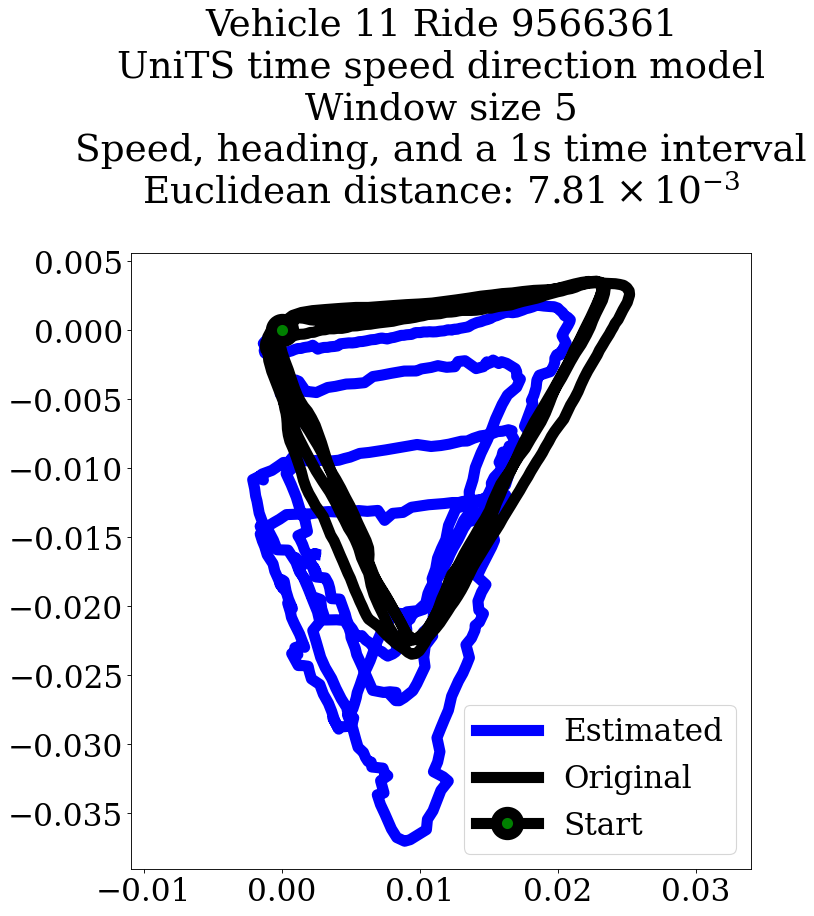 Vehicle 11 Ride 9566361
UniTS time speed direction model
Window size 5
Speed, heading, and a 1s time interval
Euclidean distance: 7.81 × 10⁻³
0.005
0.000
−0.005
−0.010
−0.015
−0.020
−0.025
−0.030
−0.035
Estimated
Original
Start
−0.01 0.00 0.01 0.02 0.03